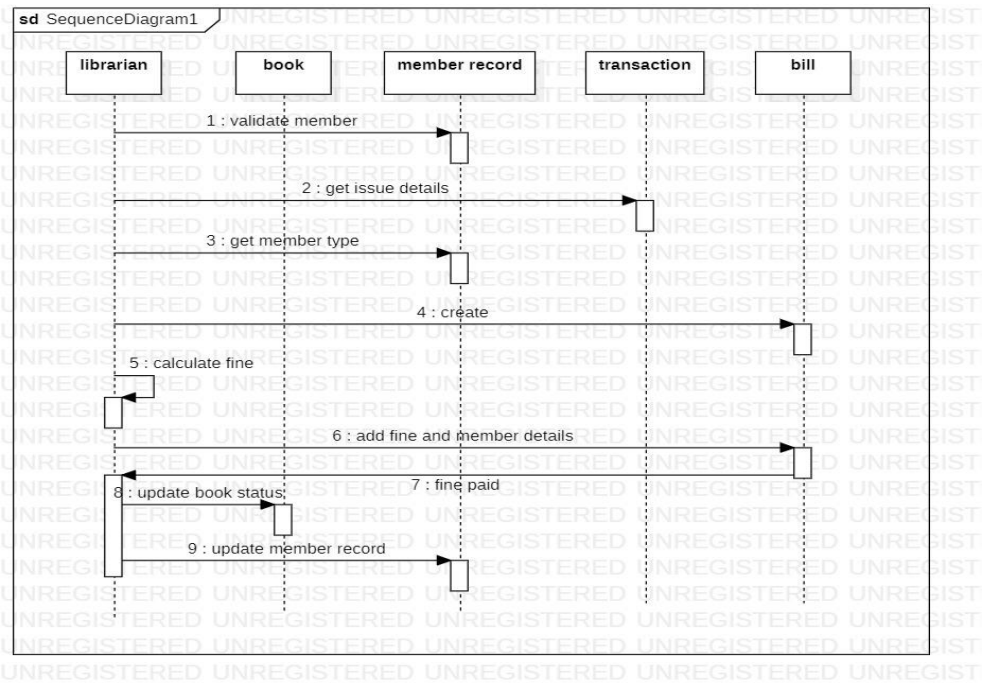 sd SequenceDiagram1
librarian book member record transaction bill
1 : validate member
2 : get issue details
3 : get member type
4 : create
5 : calculate fine
6 : add fine and member details
7 : fine paid
8 : update book status
9 : update member record
UNREGISTERED